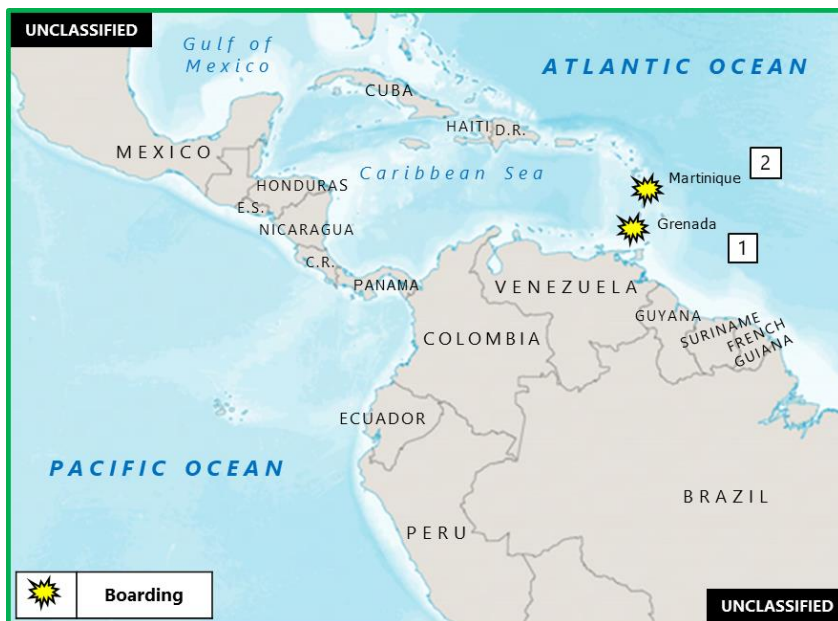 UNCLASSIFIED
Gulf of
Mexico
ATLANTIC OCEAN
CUBA
MEXICO
HAITI
D.R.
Caribbean Sea
Martinique
2
HONDURAS
E.S.
NICARAGUA
Grenada
1
C.R.
PANAMA
VENEZUELA
GUYANA
SURINAME
FRENCH
GUIANA
COLOMBIA
ECUADOR
PACIFIC OCEAN
BRAZIL
PERU
Boarding
UNCLASSIFIED